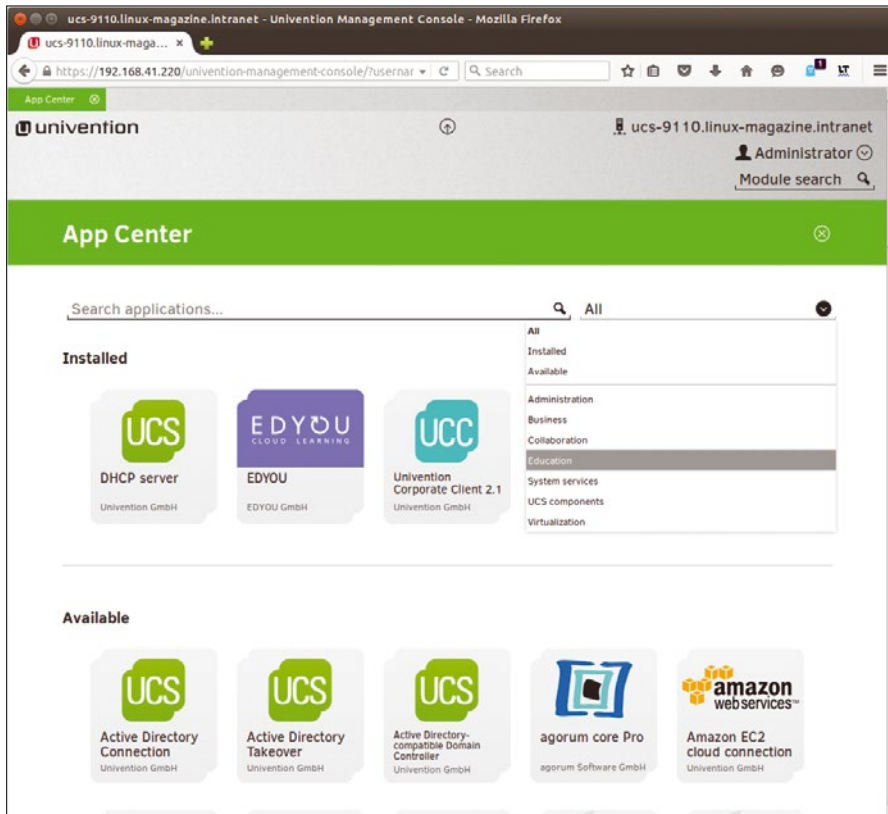 ucs-9110.linux-magazine.intranet - Univention Management Console - Mozilla Firefox
ucs-9110.linux-maga...
https://192.168.41.220/univention-management-console/?usernar
Search
1
LT
App Center
univention
ucs-9110.linux-magazine.intranet
Administrator
Module search
App Center
Search applications...
All
All
Installed
Available
Administration
Business
Collaboration
Education
System services
UCS components
Virtualization
Installed
UCS
DHCP server
Univention GmbH
EDYOU
CLOUD LEARNING
EDYOU
EDYOU GmbH
UCC
Univention
Corporate Client 2.1
Univention GmbH
Available
UCS
Active Directory
Connection
Univention GmbH
UCS
Active Directory
Takeover
Univention GmbH
UCS
Active Directory-
compatible Domain
Controller
Univention GmbH
agorum core Pro
agorum Software GmbH
amazon
web services™
Amazon EC2
cloud connection
Univention GmbH